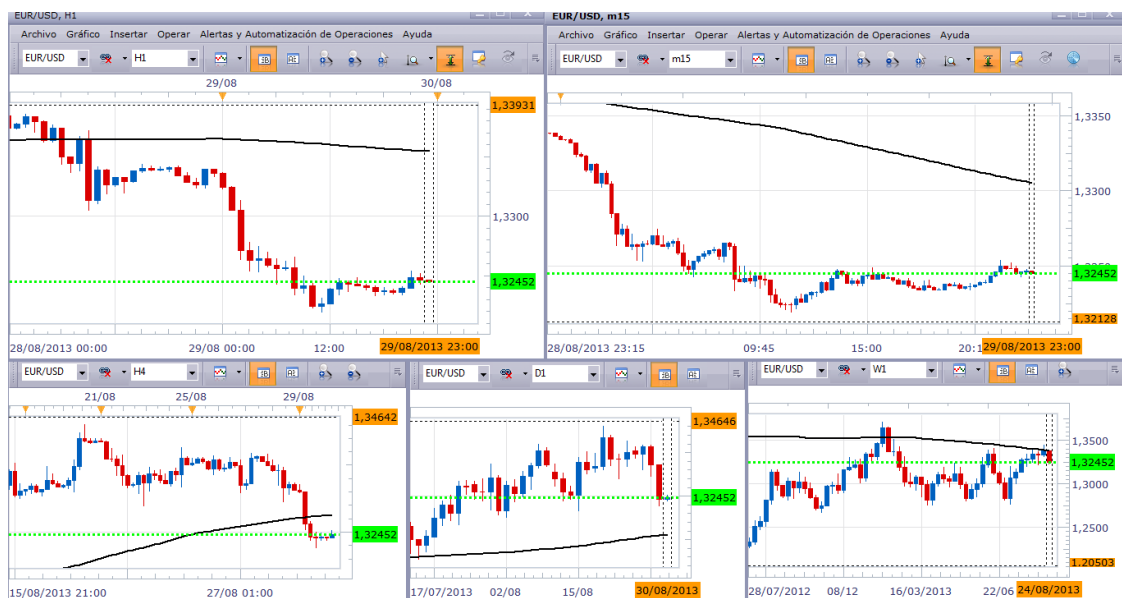 EUR/USD, H1
Archivo Gráfico Insertar Operar Alertas y Automatización de Operaciones Ayuda
EUR/USD H1
29/08 30/08
1,33931
1,3300
1,32452
28/08/2013 00:00 29/08 00:00 12:00 29/08/2013 23:00
EUR/USD, m15
Archivo Gráfico Insertar Operar Alertas y Automatización de Operaciones Ayuda
EUR/USD m15
1,3350
1,3300
1,32452
1,32128
28/08/2013 23:15 09:45 15:00 20:1 29/08/2013 23:00
EUR/USD H4
21/08 25/08 29/08
1,34642
1,32452
15/08/2013 21:00 27/08 01:00
EUR/USD D1
1,34646
1,32452
17/07/2013 02/08 15/08 30/08/2013
EUR/USD W1
1,3500
1,32452
1,3000
1,2500
1,20503
28/07/2012 08/12 16/03/2013 22/06 24/08/2013